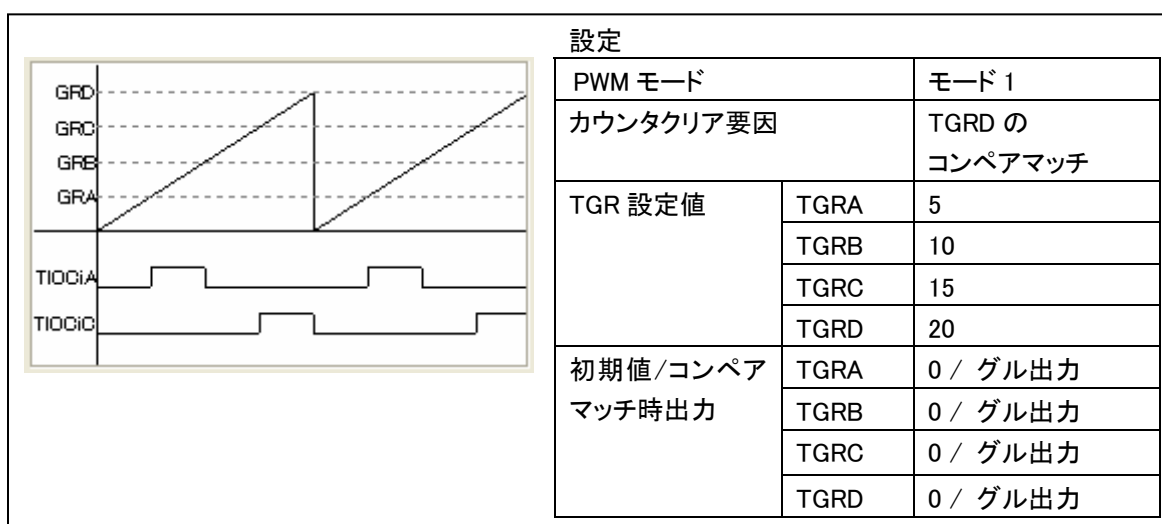 GRD
GRC
GRB
GRA
TIOCiA
TIOCiC
設定
PWM モード モード 1
カウンタクリア要因 TGRD の
コンペアマッチ
TGR 設定値 TGRA 5
TGRB 10
TGRC 15
TGRD 20
初期値/コンペア TGRA 0 / グル出力
マッチ時出力 TGRB 0 / グル出力
TGRC 0 / グル出力
TGRD 0 / グル出力